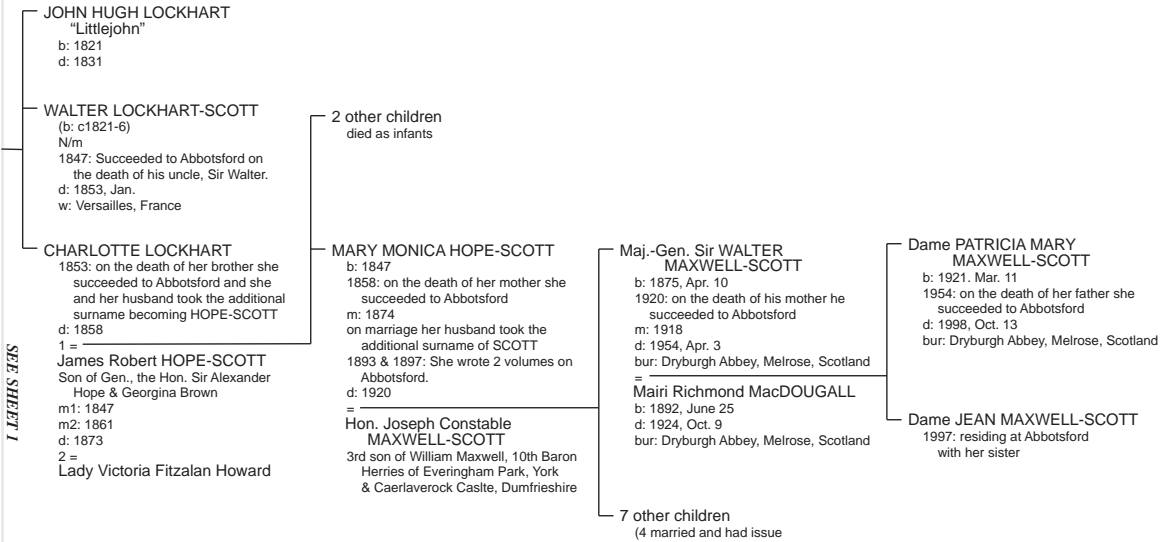 JOHN HUGH LOCKHART
“Littlejohn”
b: 1821
d: 1831
WALTER LOCKHART-SCOTT
(b: c1821-6)
N/m
1847: Succeeded to Abbotsford on
the death of his uncle, Sir Walter.
d: 1853, Jan.
w: Versailles, France
CHARLOTTE LOCKHART
1853: on the death of her brother she
succeeded to Abbotsford and she
and her husband took the additional
surname becoming HOPE-SCOTT
d: 1858
1 =
James Robert HOPE-SCOTT
Son of Gen., the Hon. Sir Alexander
Hope & Georgina Brown
m1: 1847
m2: 1861
d: 1873
2 =
Lady Victoria Fitzalan Howard
SEE SHEET 1
2 other children
died as infants
MARY MONICA HOPE-SCOTT
b: 1847
1858: on the death of her mother she
succeeded to Abbotsford
m: 1874
on marriage her husband took the
additional surname of SCOTT
1893 & 1897: She wrote 2 volumes on
Abbotsford.
d: 1920
=
Hon. Joseph Constable
MAXWELL-SCOTT
3rd son of William Maxwell, 10th Baron
Herries of Everingham Park, York
& Caerlaverock Caslte, Dumfrieshire
Maj.-Gen. Sir WALTER
MAXWELL-SCOTT
b: 1875, Apr. 10
1920: on the death of his mother he
succeeded to Abbotsford
m: 1918
d: 1954, Apr. 3
bur: Dryburgh Abbey, Melrose, Scotland
=
Mairi Richmond MacDOUGALL
b: 1892, June 25
d: 1924, Oct. 9
bur: Dryburgh Abbey, Melrose, Scotland
7 other children
(4 married and had issue
Dame PATRICIA MARY
MAXWELL-SCOTT
b: 1921. Mar. 11
1954: on the death of her father she
succeeded to Abbotsford
d: 1998, Oct. 13
bur: Dryburgh Abbey, Melrose, Scotland
Dame JEAN MAXWELL-SCOTT
1997: residing at Abbotsford
with her sister